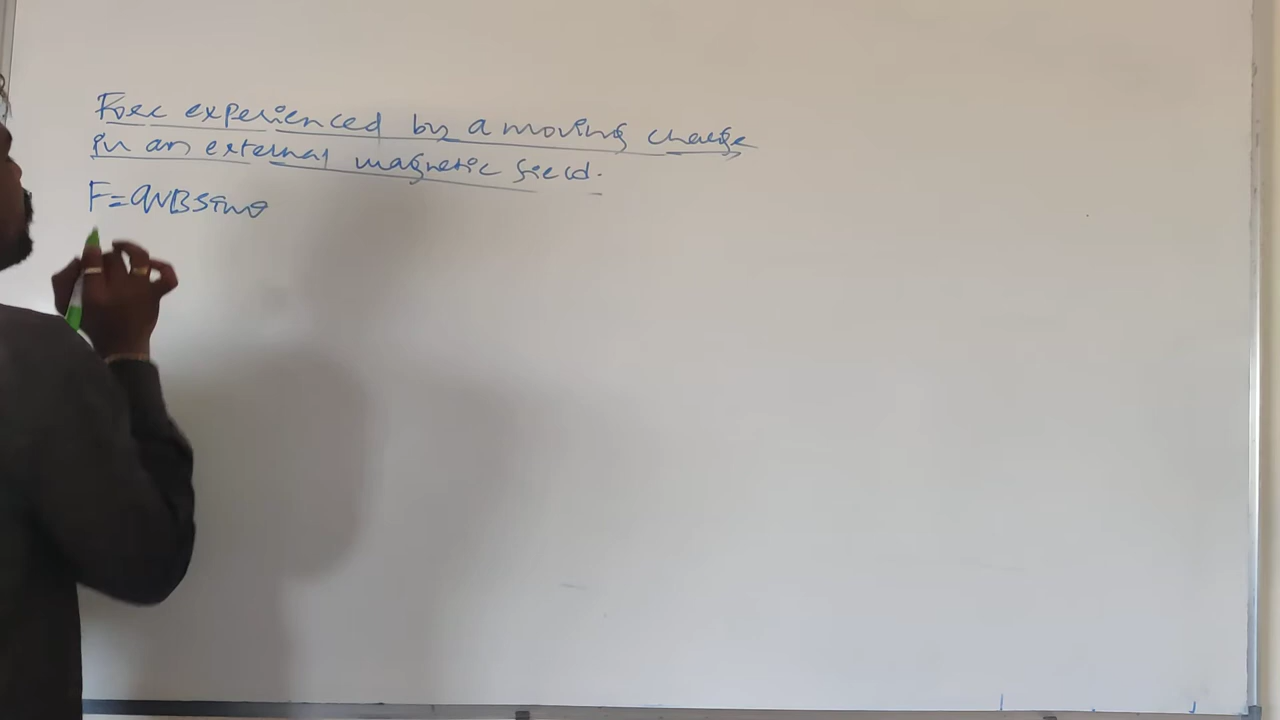 Force experienced by a moving charge
in an external magnetic field.
F=qVBSinθ